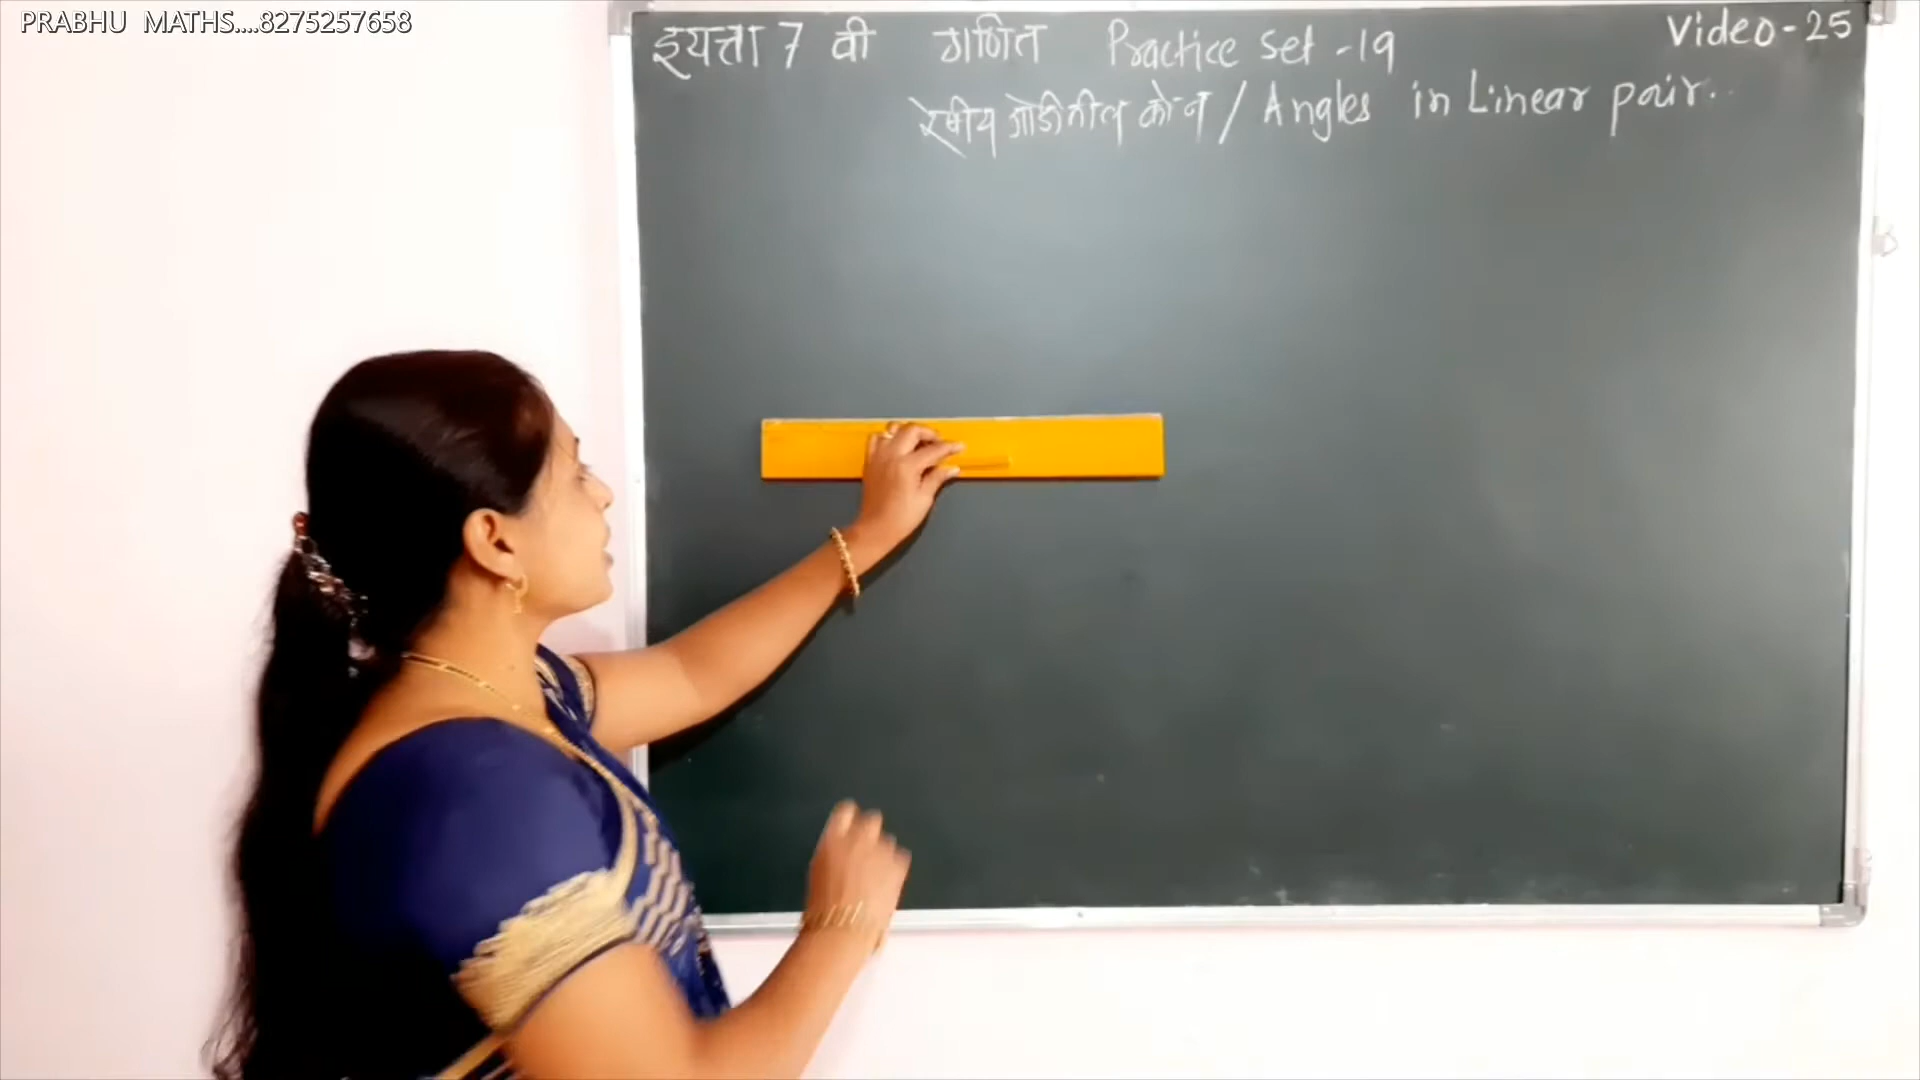 PRABHU MATHS....8275257658
इयत्ता 7 वी गणित Practice Set -19
Video-25
रेषीय जोडीतील कोन / Angles in Linear pair.